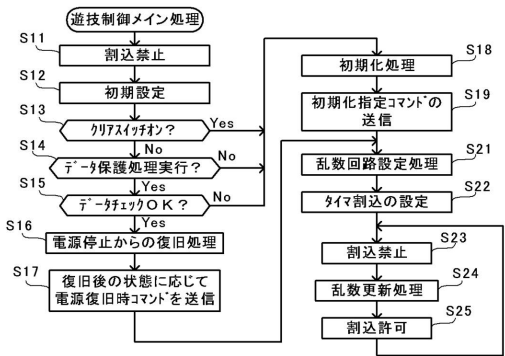 遊技制御メイン処理
S11
割込禁止
S12
初期設定
S13
クリアスイッチオン？
Yes
No
S14
データ保護処理実行？
No
Yes
S15
データチェックＯＫ？
No
Yes
S16
電源停止からの復旧処理
S17
復旧後の状態に応じて
電源復旧時コマンドを送信
S18
初期化処理
S19
初期化指定コマンドの
送信
S21
乱数回路設定処理
S22
タイマ割込の設定
S23
割込禁止
S24
乱数更新処理
S25
割込許可